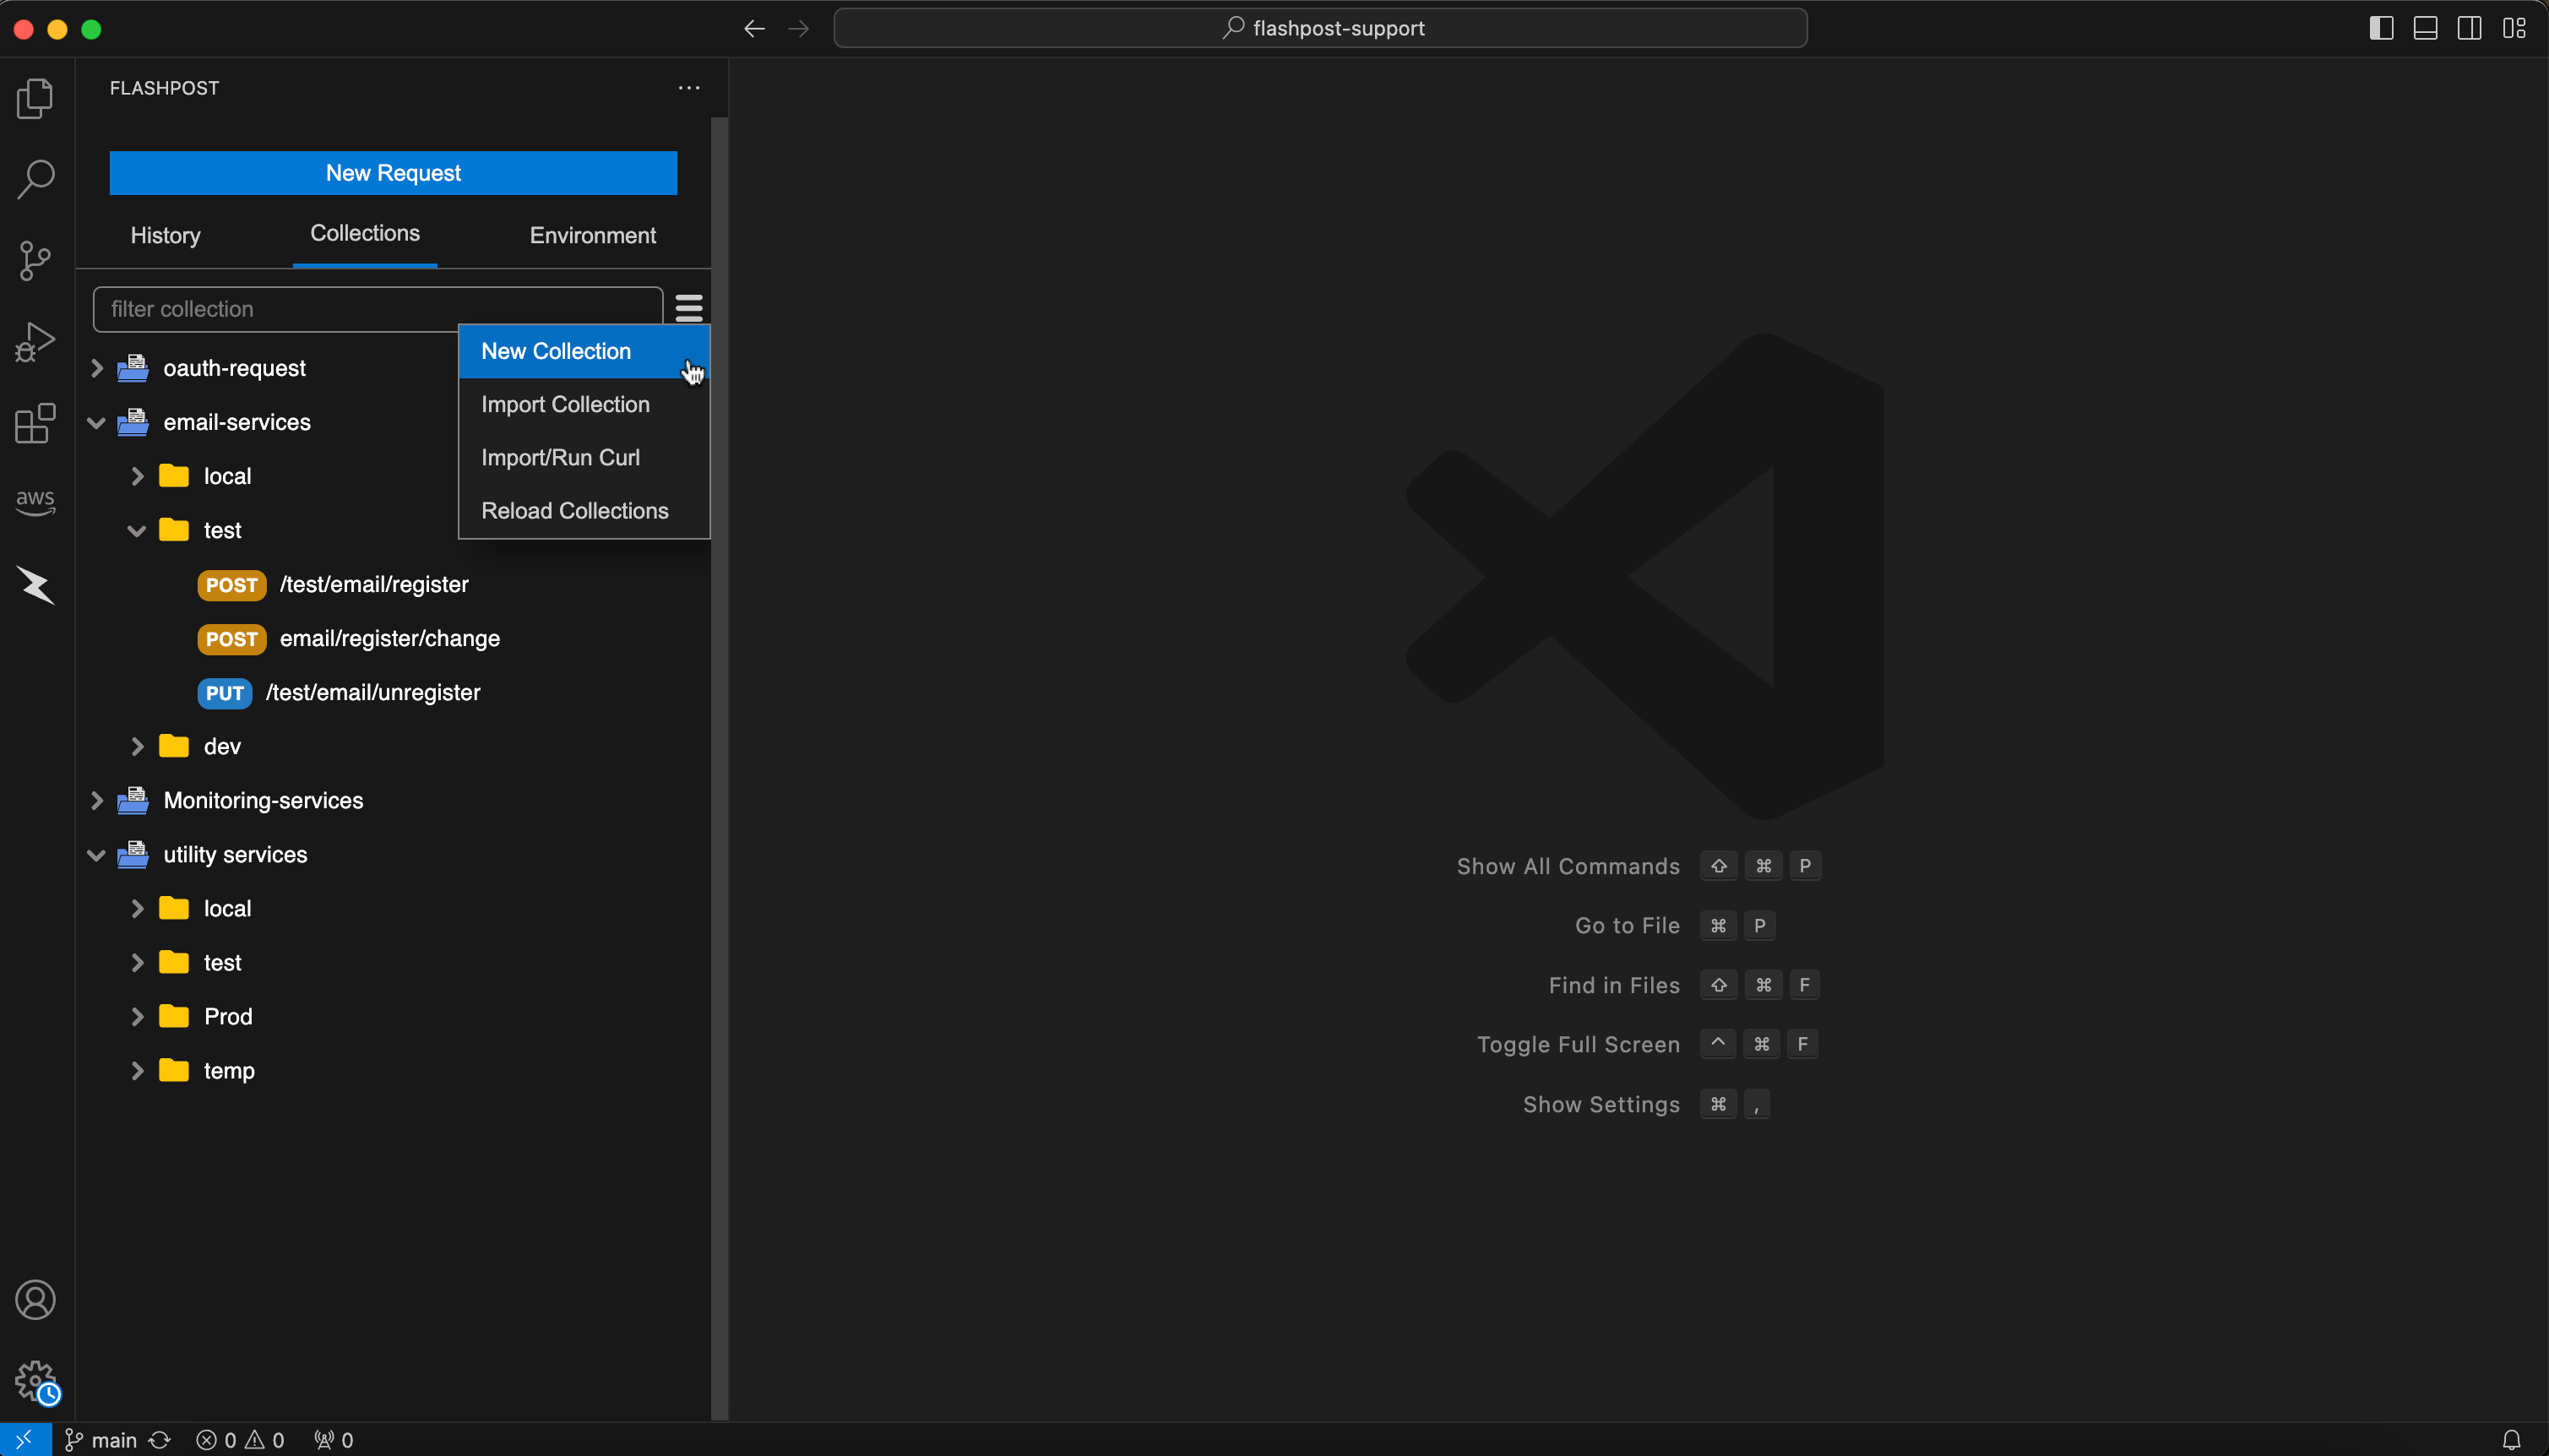 flashpost-support
FLASHPOST
New Request
History Collections Environment
filter collection
New Collection
Import Collection
Import/Run Curl
Reload Collections
oauth-request
email-services
local
test
POST /test/email/register
POST email/register/change
PUT /test/email/unregister
dev
Monitoring-services
utility services
local
test
Prod
temp
aws
Show All Commands ⇧ ⌘ P
Go to File ⌘ P
Find in Files ⇧ ⌘ F
Toggle Full Screen ^ ⌘ F
Show Settings ⌘ ,
main 0 0 0